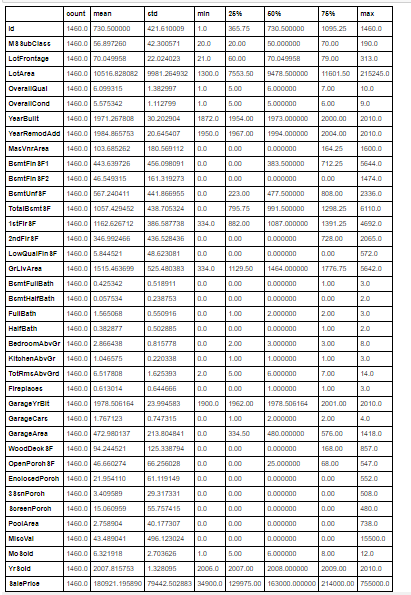 count mean std min 25% 50% 75% max
Id 1460.0 730.500000 421.610009 1.0 365.75 730.500000 1095.25 1460.0
MSSubClass 1460.0 56.897260 42.300571 20.0 20.00 50.000000 70.00 190.0
LotFrontage 1460.0 70.049958 22.024023 21.0 60.00 70.049958 79.00 313.0
LotArea 1460.0 10516.828082 9981.264932 1300.0 7553.50 9478.500000 11601.50 215245.0
OverallQual 1460.0 6.099315 1.382997 1.0 5.00 6.000000 7.00 10.0
OverallCond 1460.0 5.575342 1.112799 1.0 5.00 5.000000 6.00 9.0
YearBuilt 1460.0 1971.267808 30.202904 1872.0 1954.00 1973.000000 2000.00 2010.0
YearRemodAdd 1460.0 1984.865753 20.645407 1950.0 1967.00 1994.000000 2004.00 2010.0
MasVnrArea 1460.0 103.685262 180.569112 0.0 0.00 0.000000 164.25 1600.0
BsmtFinSF1 1460.0 443.639726 456.098091 0.0 0.00 383.500000 712.25 5644.0
BsmtFinSF2 1460.0 46.549315 161.319273 0.0 0.00 0.000000 0.00 1474.0
BsmtUnfSF 1460.0 567.240411 441.866955 0.0 223.00 477.500000 808.00 2336.0
TotalBsmtSF 1460.0 1057.429452 438.705324 0.0 795.75 991.500000 1298.25 6110.0
1stFlrSF 1460.0 1162.626712 386.587738 334.0 882.00 1087.000000 1391.25 4692.0
2ndFlrSF 1460.0 346.992466 436.528436 0.0 0.00 0.000000 728.00 2065.0
LowQualFinSF 1460.0 5.844521 48.623081 0.0 0.00 0.000000 0.00 572.0
GrLivArea 1460.0 1515.463699 525.480383 334.0 1129.50 1464.000000 1776.75 5642.0
BsmtFullBath 1460.0 0.425342 0.518911 0.0 0.00 0.000000 1.00 3.0
BsmtHalfBath 1460.0 0.057534 0.238753 0.0 0.00 0.000000 0.00 2.0
FullBath 1460.0 1.565068 0.550916 0.0 1.00 2.000000 2.00 3.0
HalfBath 1460.0 0.382877 0.502885 0.0 0.00 0.000000 1.00 2.0
BedroomAbvGr 1460.0 2.866438 0.815778 0.0 2.00 3.000000 3.00 8.0
KitchenAbvGr 1460.0 1.046575 0.220338 0.0 1.00 1.000000 1.00 3.0
TotRmsAbvGrd 1460.0 6.517808 1.625393 2.0 5.00 6.000000 7.00 14.0
Fireplaces 1460.0 0.613014 0.644666 0.0 0.00 1.000000 1.00 3.0
GarageYrBlt 1460.0 1978.506164 23.994583 1900.0 1962.00 1978.506164 2001.00 2010.0
GarageCars 1460.0 1.767123 0.747315 0.0 1.00 2.000000 2.00 4.0
GarageArea 1460.0 472.980137 213.804841 0.0 334.50 480.000000 576.00 1418.0
WoodDeckSF 1460.0 94.244521 125.338794 0.0 0.00 0.000000 168.00 857.0
OpenPorchSF 1460.0 46.660274 66.256028 0.0 0.00 25.000000 68.00 547.0
EnclosedPorch 1460.0 21.954110 61.119149 0.0 0.00 0.000000 0.00 552.0
3SsnPorch 1460.0 3.409589 29.317331 0.0 0.00 0.000000 0.00 508.0
ScreenPorch 1460.0 15.060959 55.757415 0.0 0.00 0.000000 0.00 480.0
PoolArea 1460.0 2.758904 40.177307 0.0 0.00 0.000000 0.00 738.0
MiscVal 1460.0 43.489041 496.123024 0.0 0.00 0.000000 0.00 15500.0
MoSold 1460.0 6.321918 2.703626 1.0 5.00 6.000000 8.00 12.0
YrSold 1460.0 2007.815753 1.328095 2006.0 2007.00 2008.000000 2009.00 2010.0
SalePrice 1460.0 180921.195890 79442.502883 34900.0 129975.00 163000.000000 214000.00 755000.0